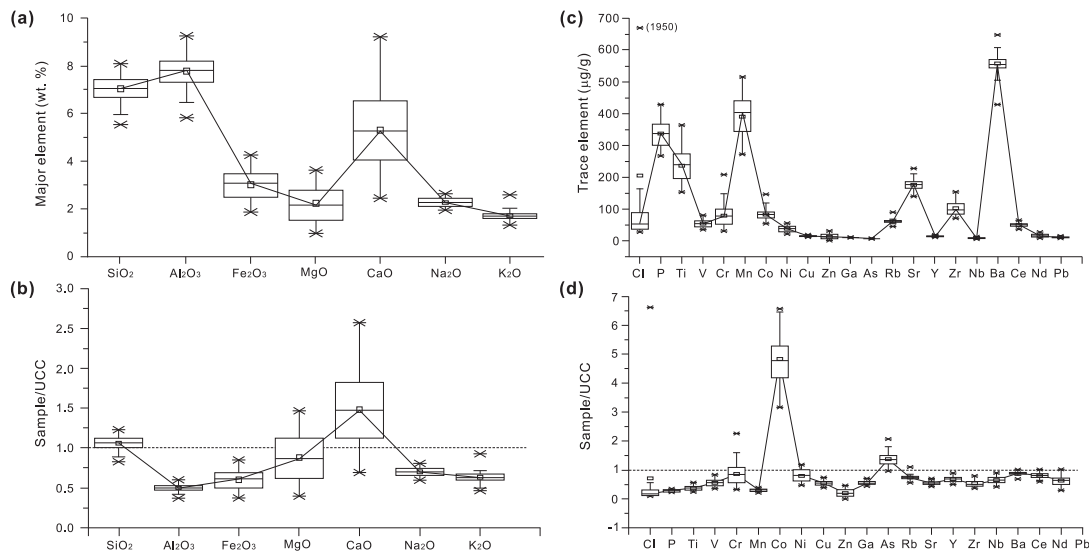 (a)
10
8
6
4
2
0
Major element (wt. %)
SiO₂ Al₂O₃ Fe₂O₃ MgO CaO Na₂O K₂O
(b)
3.0
2.5
2.0
1.5
1.0
0.5
0.0
Sample/UCC
SiO₂ Al₂O₃ Fe₂O₃ MgO CaO Na₂O K₂O
(c)
700
600
500
400
300
200
100
0
Trace element (μg/g)
(1950)
Cl P Ti V Cr Mn Co Ni Cu Zn Ga As Rb Sr Y Zr Nb Ba Ce Nd Pb
(d)
7
6
5
4
3
2
1
0
-1
Sample/UCC
Cl P Ti V Cr Mn Co Ni Cu Zn Ga As Rb Sr Y Zr Nb Ba Ce Nd Pb